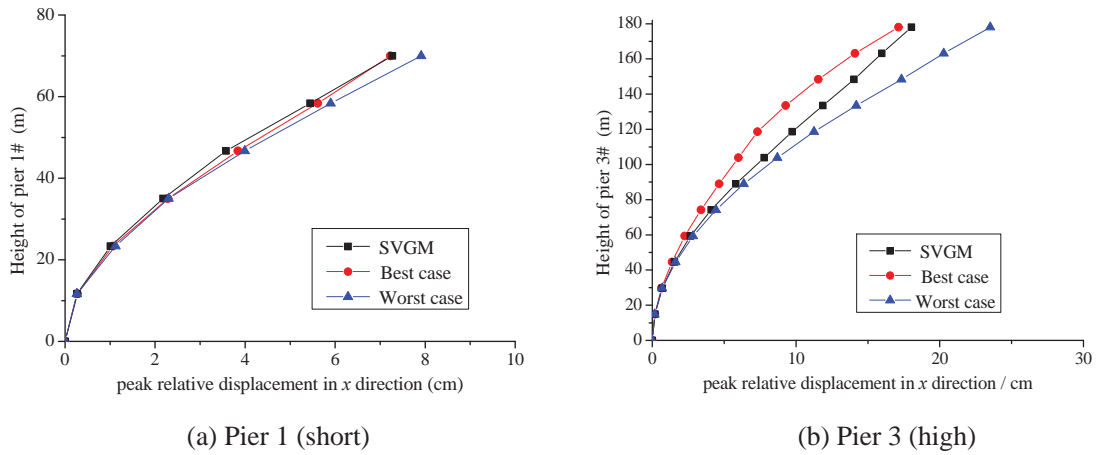 80
60
40
20
0
Height of pier 1# (m)
SVGM
Best case
Worst case
0 2 4 6 8 10
peak relative displacement in x direction (cm)
(a) Pier 1 (short)
180
160
140
120
100
80
60
40
20
0
Height of pier 3# (m)
SVGM
Best case
Worst case
0 10 20 30
peak relative displacement in x direction / cm
(b) Pier 3 (high)